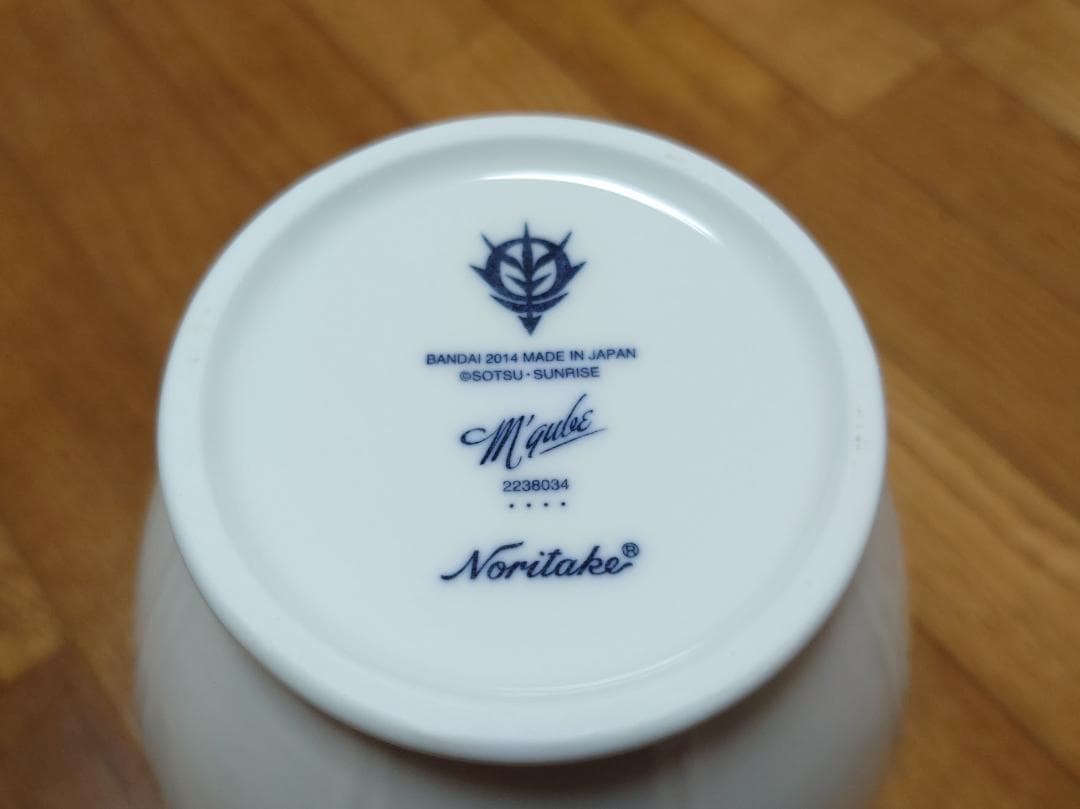 BANDAI 2014 MADE IN JAPAN
©SOTSU・SUNRISE
M'qube
2238034
Noritake®